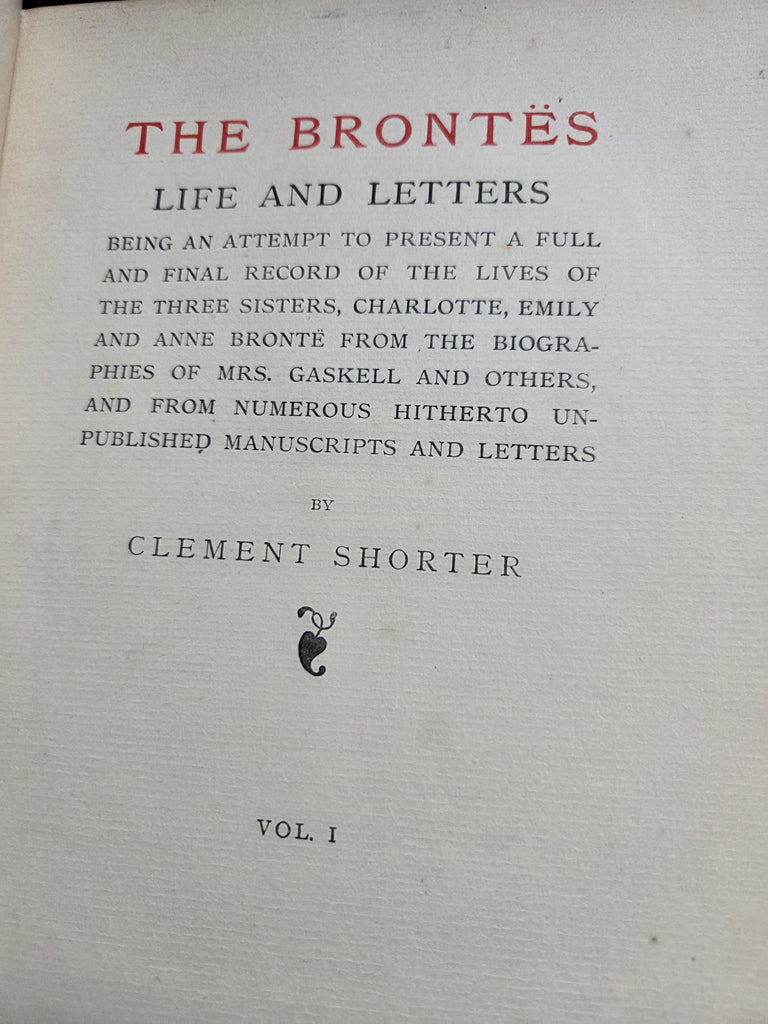 THE BRONTËS
LIFE AND LETTERS
BEING AN ATTEMPT TO PRESENT A FULL
AND FINAL RECORD OF THE LIVES OF
THE THREE SISTERS, CHARLOTTE, EMILY
AND ANNE BRONTË FROM THE BIOGRA-
PHIES OF MRS. GASKELL AND OTHERS,
AND FROM NUMEROUS HITHERTO UN-
PUBLISHED MANUSCRIPTS AND LETTERS
BY
CLEMENT SHORTER
VOL. I